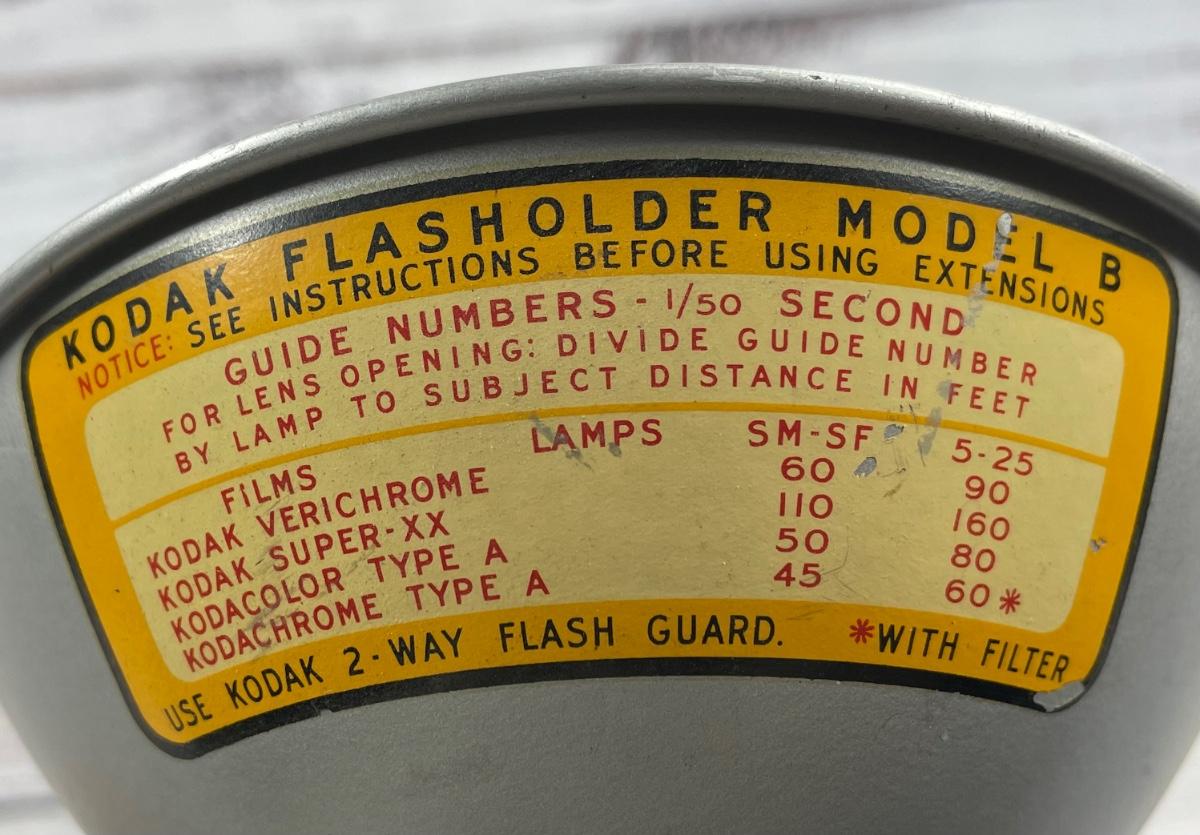 KODAK FLASHOLDER MODEL B
NOTICE: SEE INSTRUCTIONS BEFORE USING EXTENSIONS
GUIDE NUMBERS - 1/50 SECOND
FOR LENS OPENING: DIVIDE GUIDE NUMBER
BY LAMP TO SUBJECT DISTANCE IN FEET
FILMS LAMPS SM-SF 5-25
KODAK VERICHROME 60 90
KODAK SUPER-XX 110 160
KODACOLOR TYPE A 50 80
KODACHROME TYPE A 45 60*
USE KODAK 2-WAY FLASH GUARD. *WITH FILTER